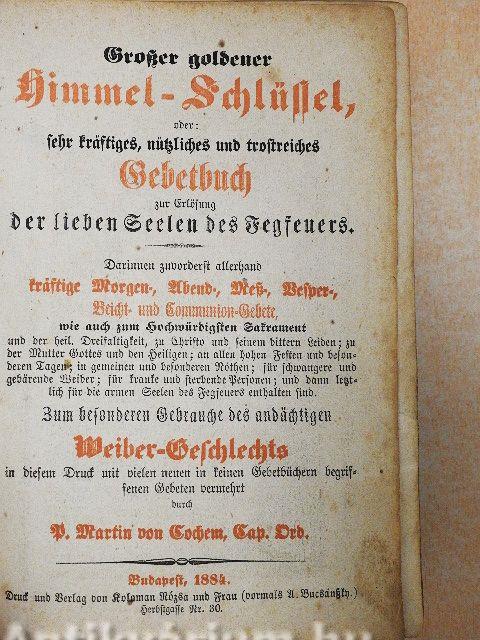 Großer goldener
Himmel-Schlüssel,
oder:
sehr kräftiges, nützliches und trostreiches
Gebetbuch
zur Erlösung
der lieben Seelen des Fegfeuers.
Darinnen zuvorderst allerhand
kräftige Morgen-, Abend-, Meß-, Vesper-,
Beicht- und Communion-Gebete,
wie auch zum Hochwürdigsten Sakrament
und der heil. Dreifaltigkeit, zu Christo und seinem bittern Leiden; zu
der Mutter Gottes und den Heiligen; an allen hohen Festen und beson-
deren Tagen; in gemeinen und besonderen Nöthen; für schwangere und
gebärende Weiber; für kranke und sterbende Personen; und dann letzt-
lich für die armen Seelen des Fegfeuers enthalten sind.
Zum besonderen Gebrauche des andächtigen
Weiber-Geschlechts
in diesem Druck mit vielen neuen in keinen Gebetbüchern begrif-
fenen Gebeten vermehrt
durch
P. Martin von Cochem, Cap. Ord.
Budapest, 1884.
Druck und Verlag von Koloman Rózsa und Frau (vormals A. Bucsánßky.)
Herbstgasse Nr. 30.